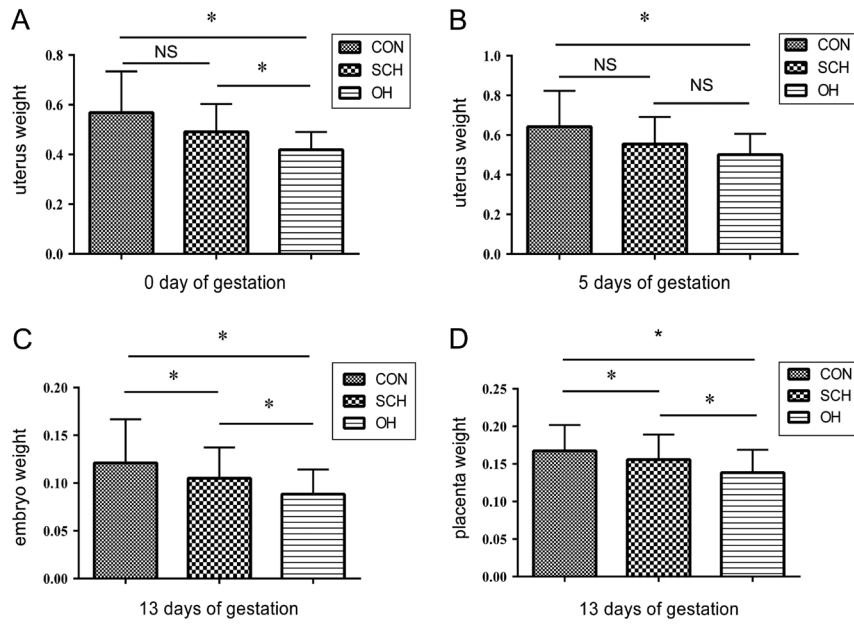 A
*
NS
*
CON
SCH
OH
uterus weight
0.8
0.6
0.4
0.2
0.0
0 day of gestation
B
*
NS
NS
CON
SCH
OH
uterus weight
1.0
0.8
0.6
0.4
0.2
0.0
5 days of gestation
C
*
*
*
CON
SCH
OH
embryo weight
0.20
0.15
0.10
0.05
0.00
13 days of gestation
D
*
*
*
CON
SCH
OH
placenta weight
0.25
0.20
0.15
0.10
0.05
0.00
13 days of gestation